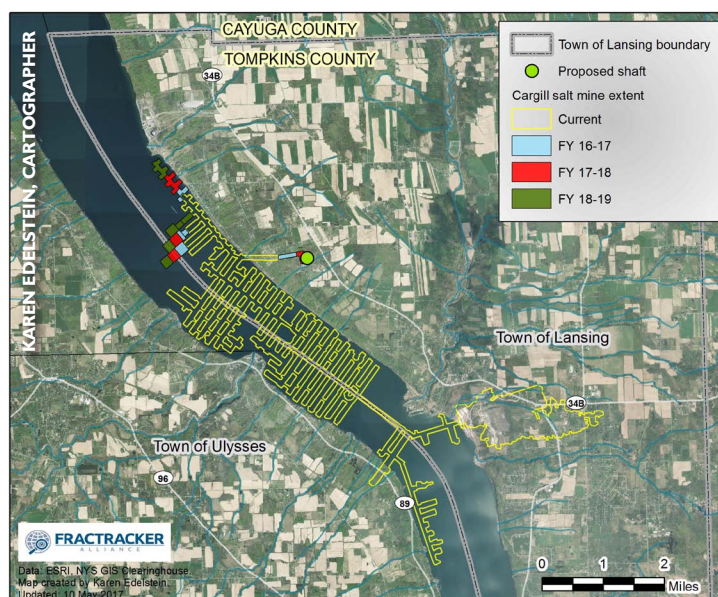 KAREN EDELSTEIN, CARTOGRAPHER
CAYUGA COUNTY
TOMPKINS COUNTY
34B
Town of Lansing boundary
Proposed shaft
Cargill salt mine extent
Current
FY 16-17
FY 17-18
FY 18-19
Town of Lansing
34B
Town of Ulysses
96
89
FRACTRACKER
ALLIANCE
Data: ESRI, NYS GIS Clearinghouse.
Map created by Karen Edelstein.
Updated: 10 May 2017
0 1 2
Miles